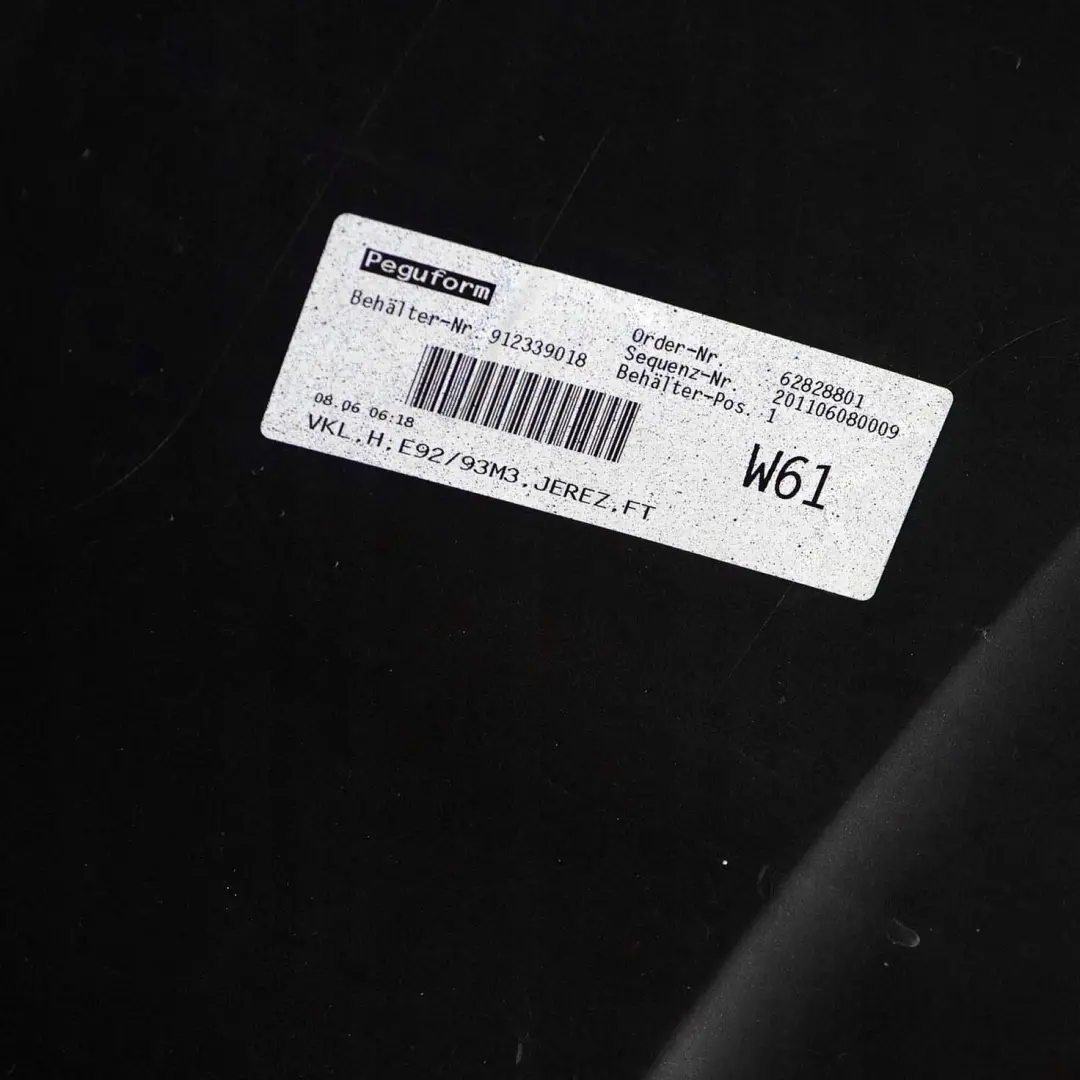 Peguform
Behälter-Nr. 912339018
Order-Nr. 62828801
Sequenz-Nr. 201106080009
Behälter-Pos. 1
08.06 06:18
VKL.H.E92/93M3.JEREZ.FT
W61